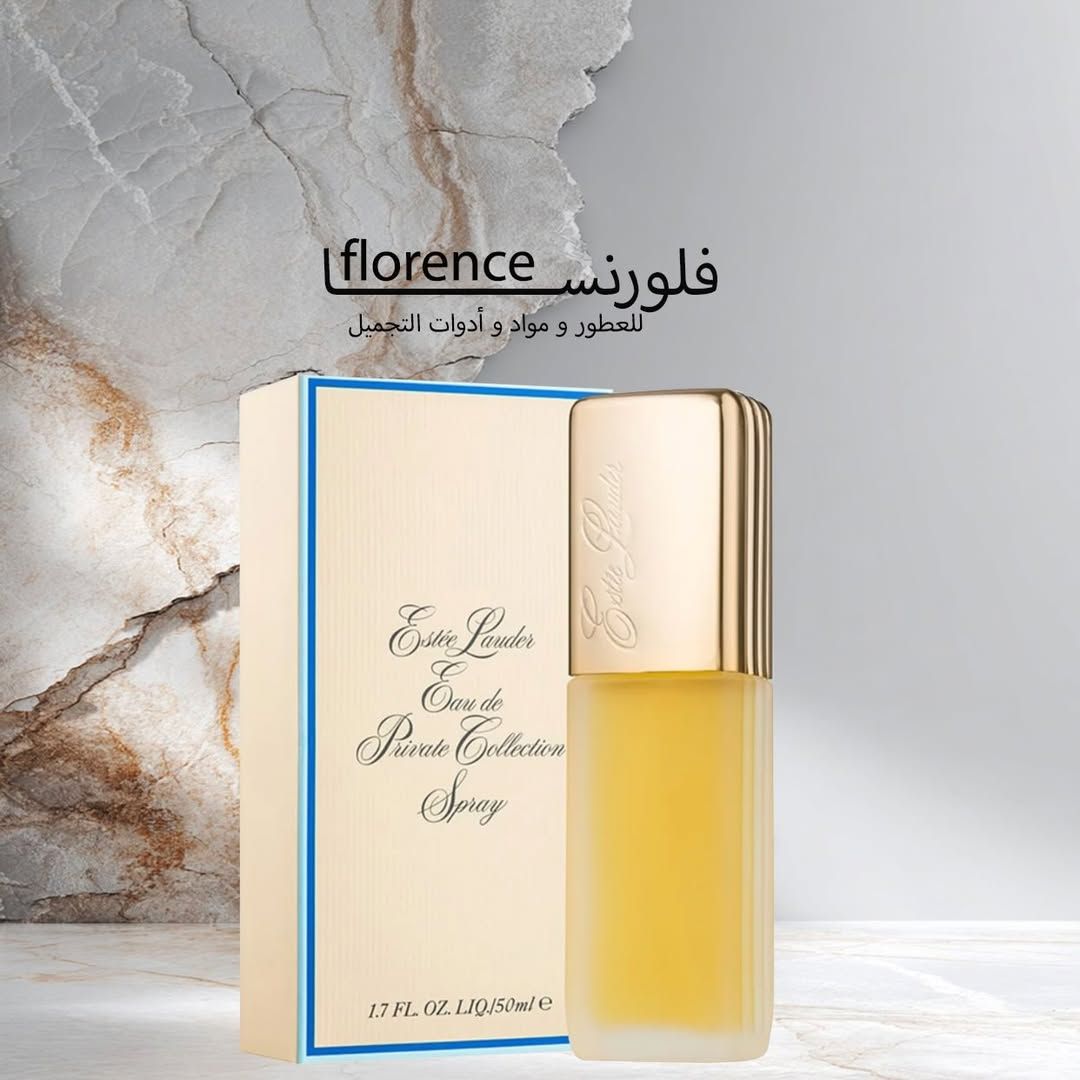 فلورنسا florence
للعطور و مواد و أدوات التجميل
Estée Lauder
Estée Lauder
Eau de
Private Collection
Spray
1.7 FL. OZ. LIQ./50ml ℮